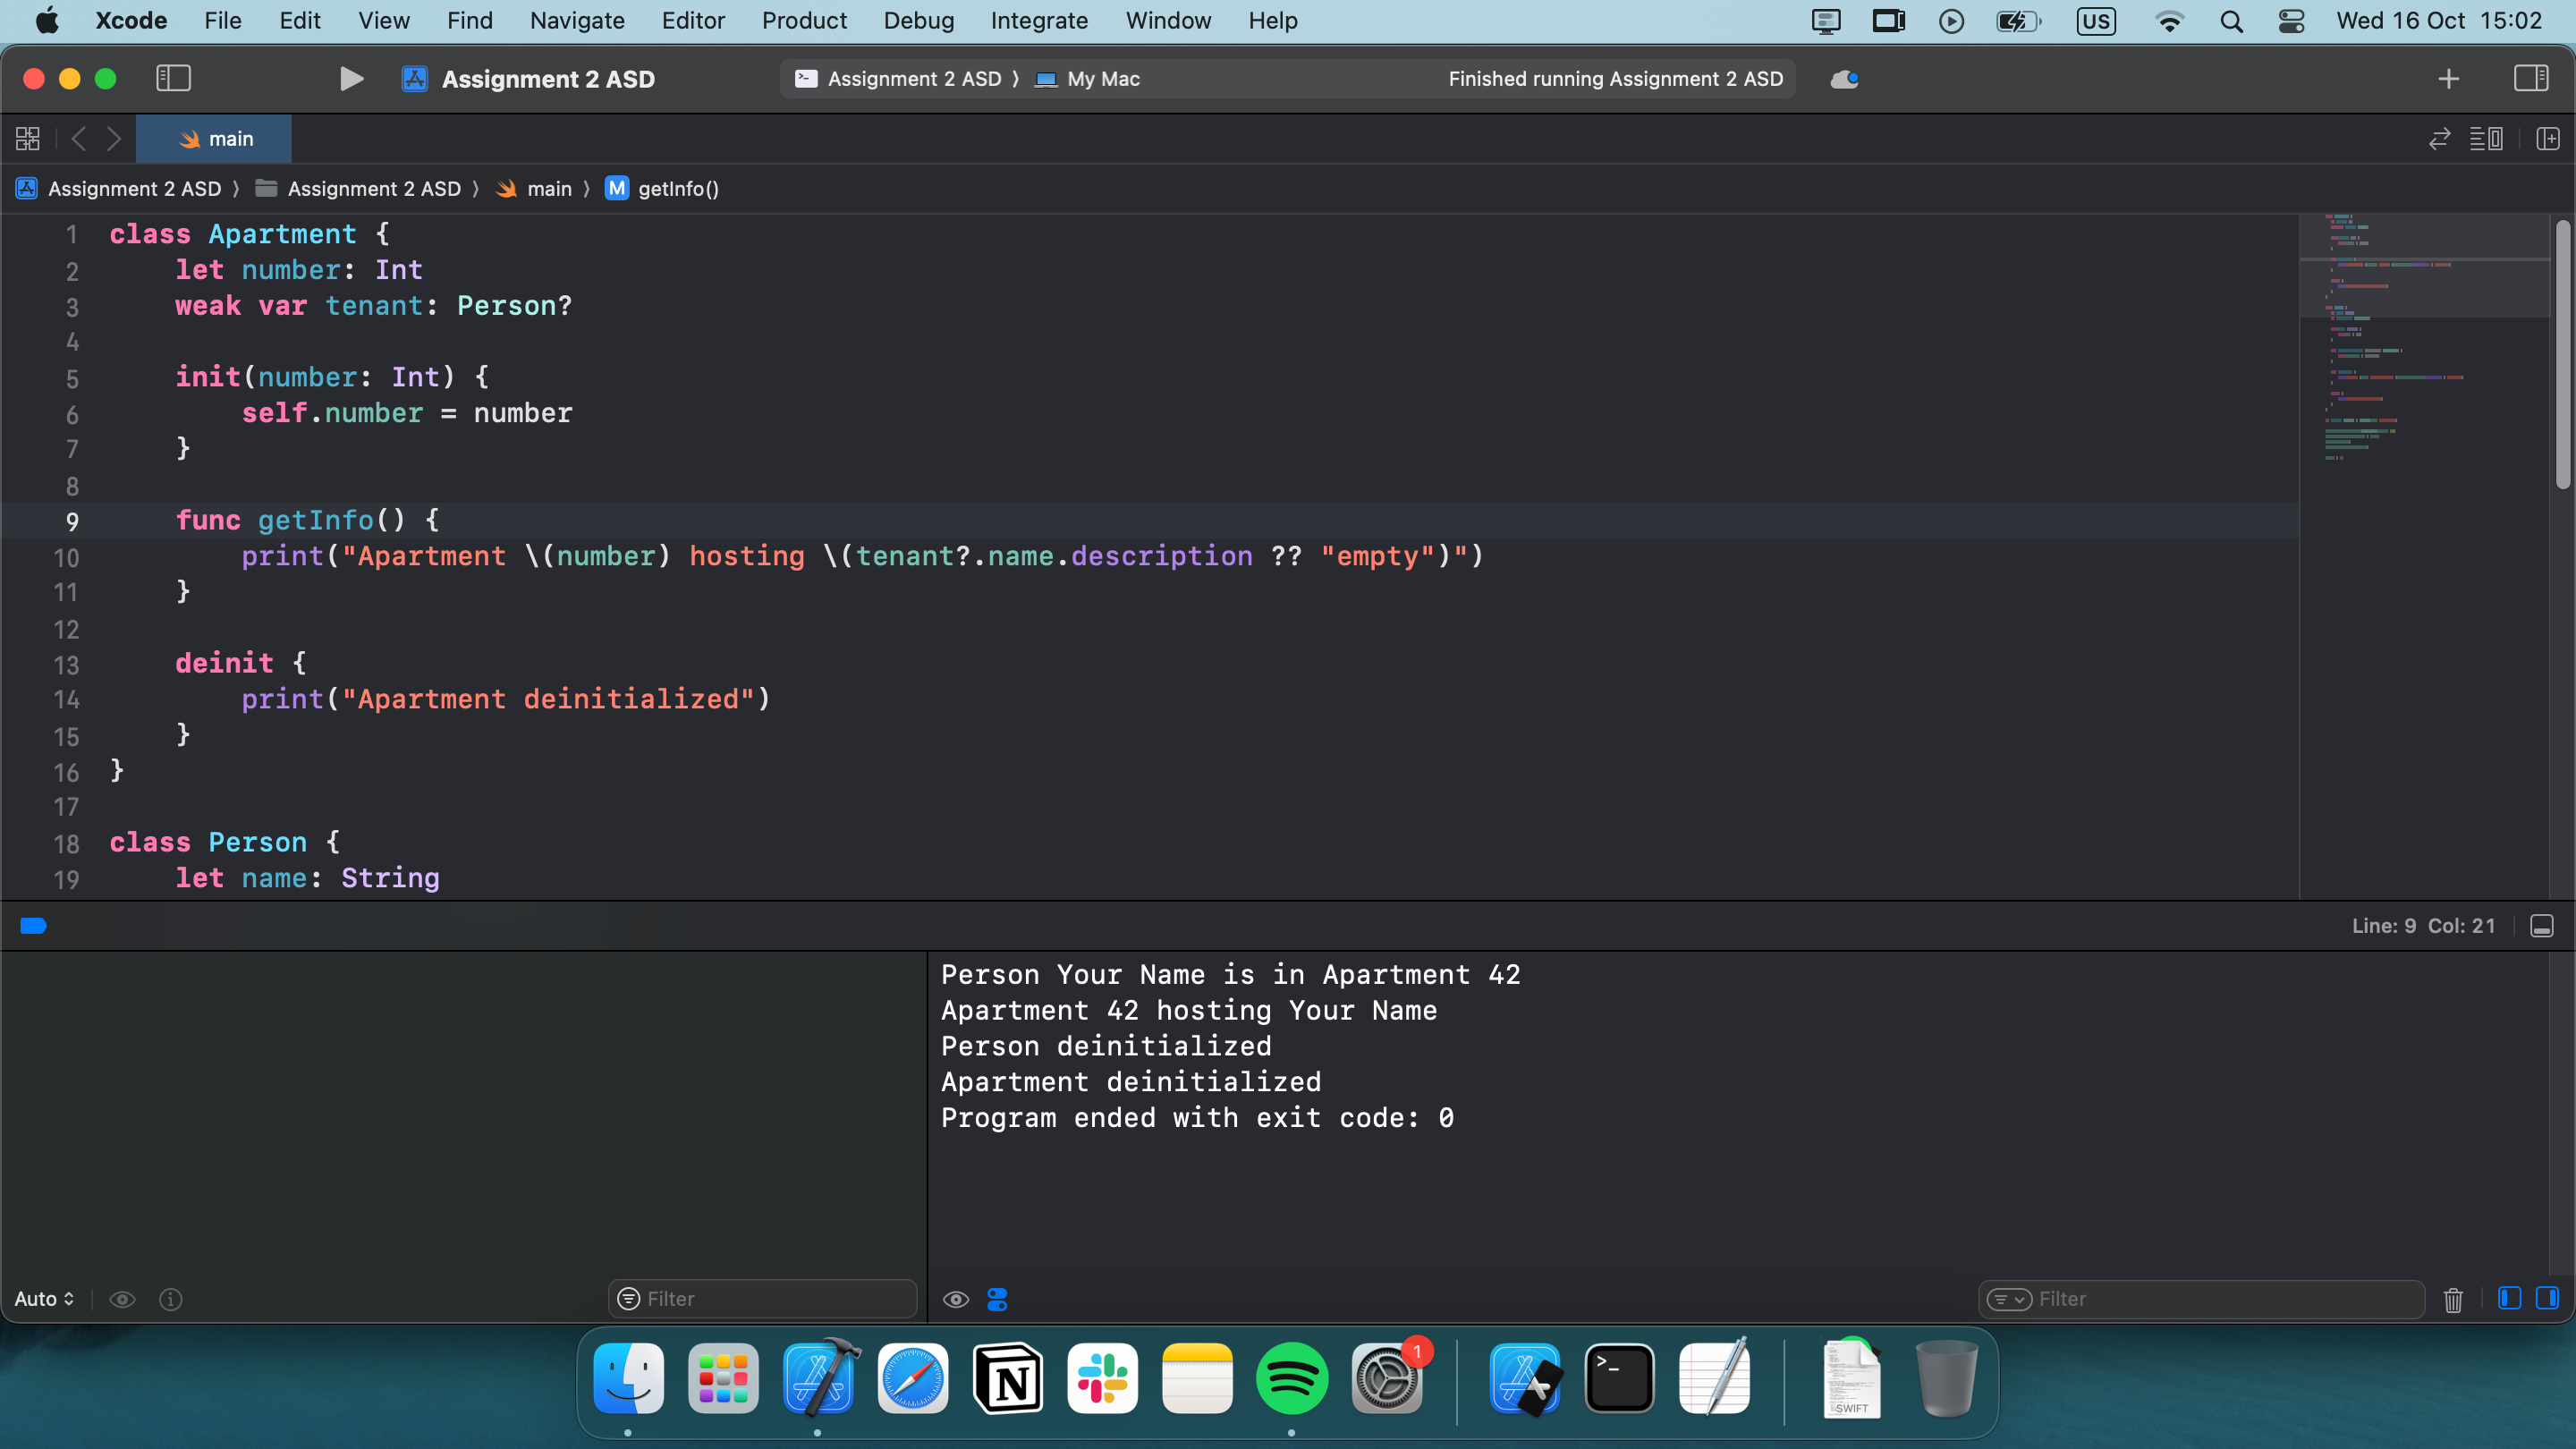 Xcode File Edit View Find Navigate Editor Product Debug Integrate Window Help US Wed 16 Oct 15:02
Assignment 2 ASD Assignment 2 ASD ⟩ My Mac Finished running Assignment 2 ASD
main
Assignment 2 ASD ⟩ Assignment 2 ASD ⟩ main ⟩ M getInfo()
1 class Apartment {
2 let number: Int
3 weak var tenant: Person?
4
5 init(number: Int) {
6 self.number = number
7 }
8
9 func getInfo() {
10 print("Apartment \(number) hosting \(tenant?.name.description ?? "empty")")
11 }
12
13 deinit {
14 print("Apartment deinitialized")
15 }
16 }
17
18 class Person {
19 let name: String
Line: 9 Col: 21
Person Your Name is in Apartment 42
Apartment 42 hosting Your Name
Person deinitialized
Apartment deinitialized
Program ended with exit code: 0
Auto Filter Filter
1
SWIFT